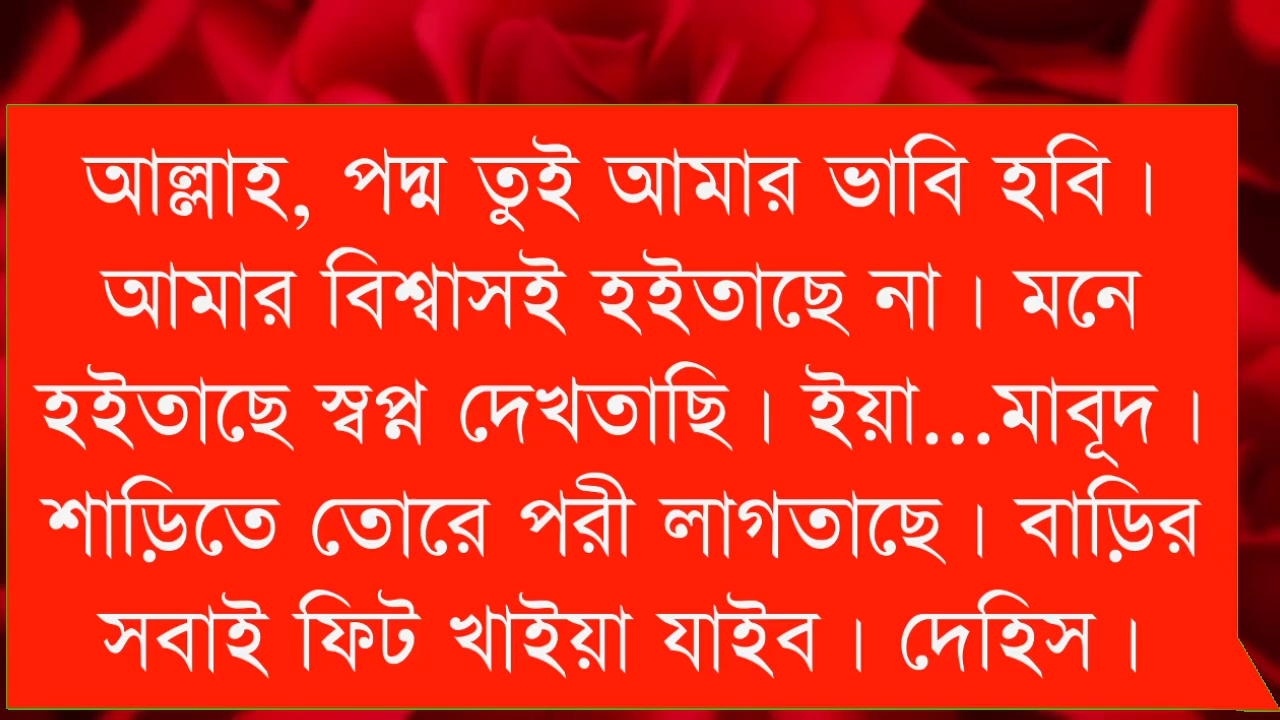 আল্লাহ, পদ্ম তুই আমার ভাবি হবি।
আমার বিশ্বাসই হইতাছে না। মনে
হইতাছে স্বপ্ন দেখতাছি। ইয়া...মাবূদ।
শাড়িতে তোরে পরী লাগতাছে। বাড়ির
সবাই ফিট খাইয়া যাইব। দেহিস।